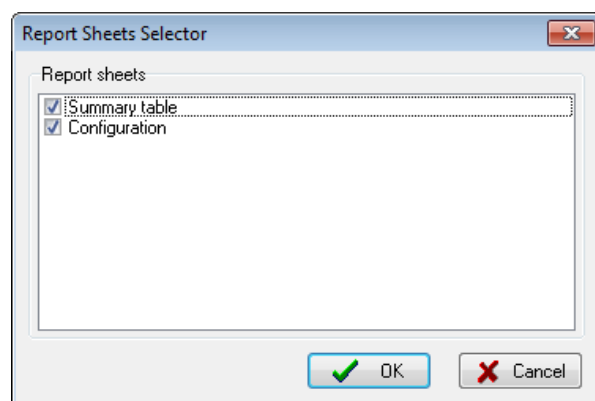 Report Sheets Selector
Report sheets
Summary table
Configuration
OK
Cancel